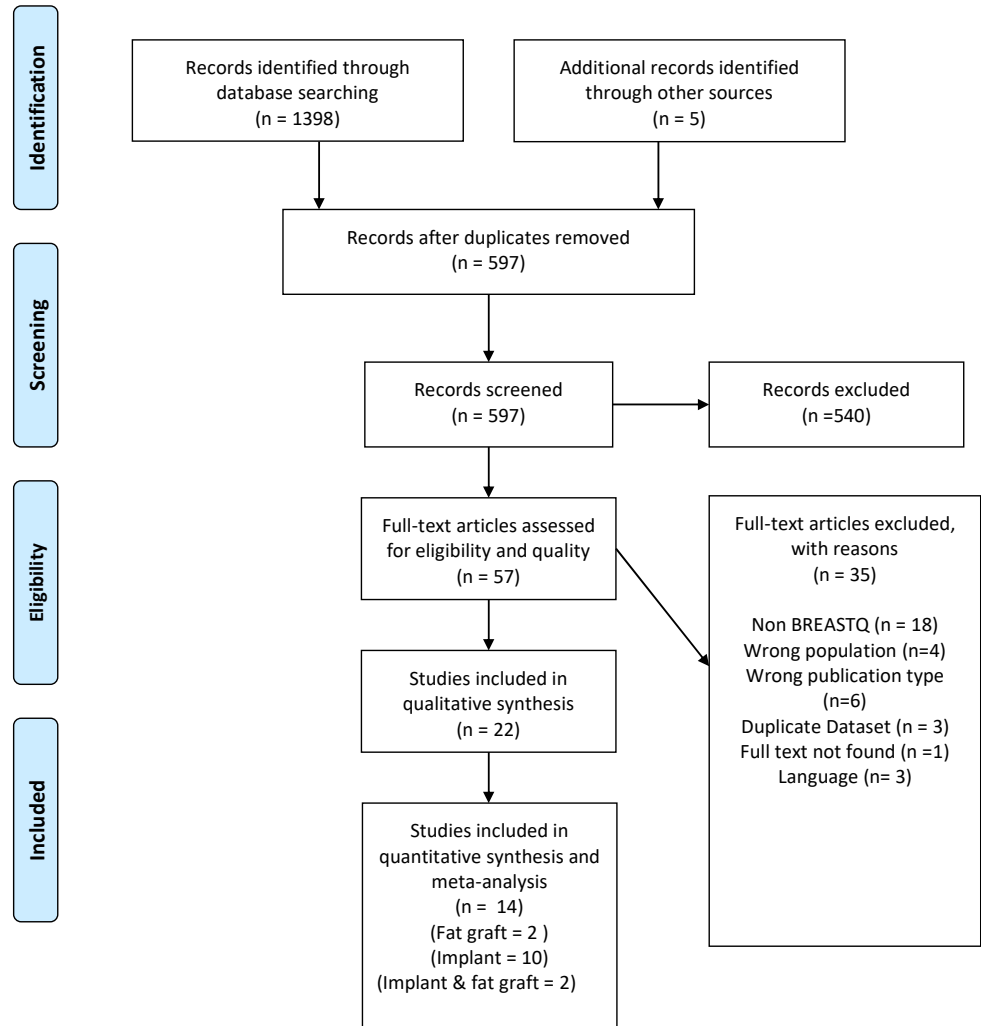 Identification
Records identified through
database searching
(n = 1398)
Additional records identified
through other sources
(n = 5)
Records after duplicates removed
(n = 597)
Screening
Records screened
(n = 597)
Records excluded
(n =540)
Eligibility
Full-text articles assessed
for eligibility and quality
(n = 57)
Full-text articles excluded,
with reasons
(n = 35)
Non BREASTQ (n = 18)
Wrong population (n=4)
Wrong publication type
(n=6)
Duplicate Dataset (n = 3)
Full text not found (n =1)
Language (n= 3)
Studies included in
qualitative synthesis
(n = 22)
Included
Studies included in
quantitative synthesis and
meta-analysis
(n = 14)
(Fat graft = 2 )
(Implant = 10)
(Implant & fat graft = 2)